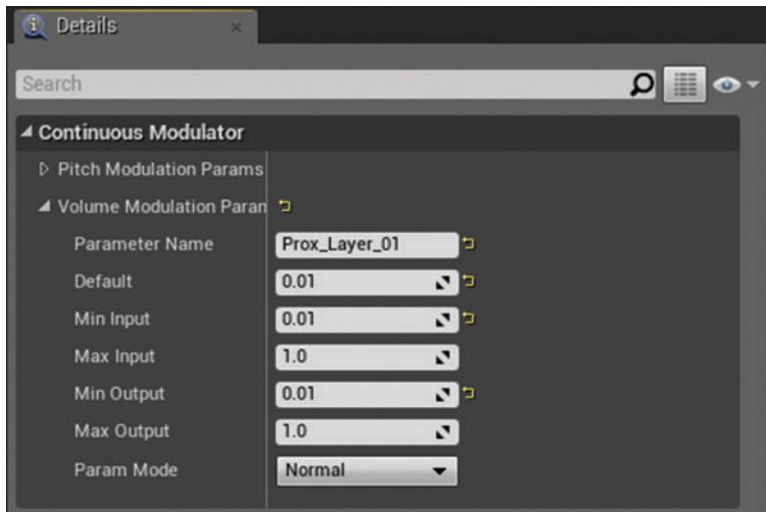 Details
Search
Continuous Modulator
Pitch Modulation Params
Volume Modulation Paran
Parameter Name Prox_Layer_01
Default 0.01
Min Input 0.01
Max Input 1.0
Min Output 0.01
Max Output 1.0
Param Mode Normal